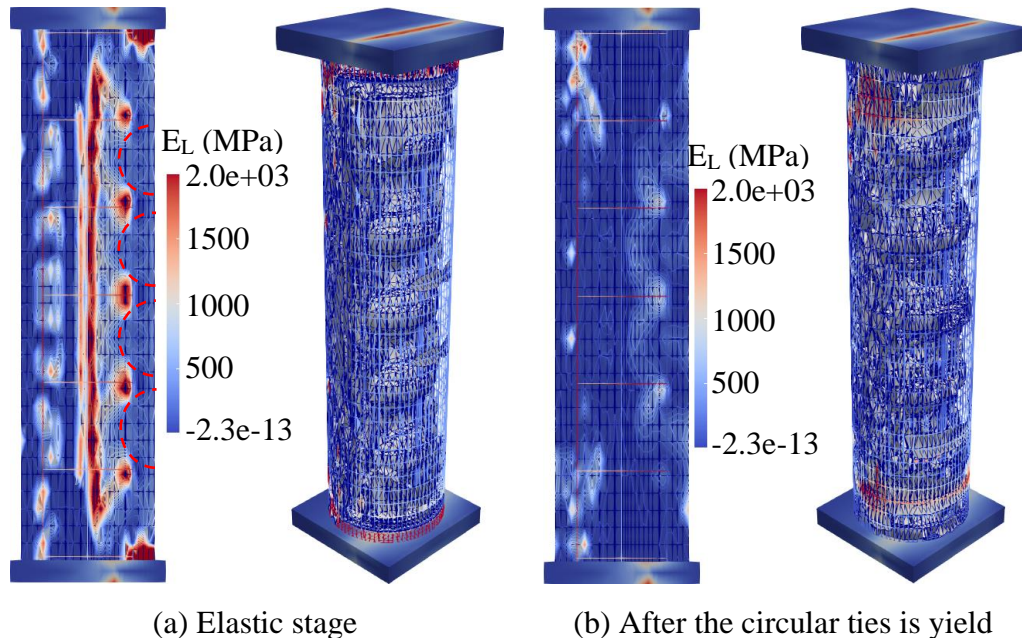 E_L (MPa)
2.0e+03
1500
1000
500
-2.3e-13
E_L (MPa)
2.0e+03
1500
1000
500
-2.3e-13
(a) Elastic stage
(b) After the circular ties is yield